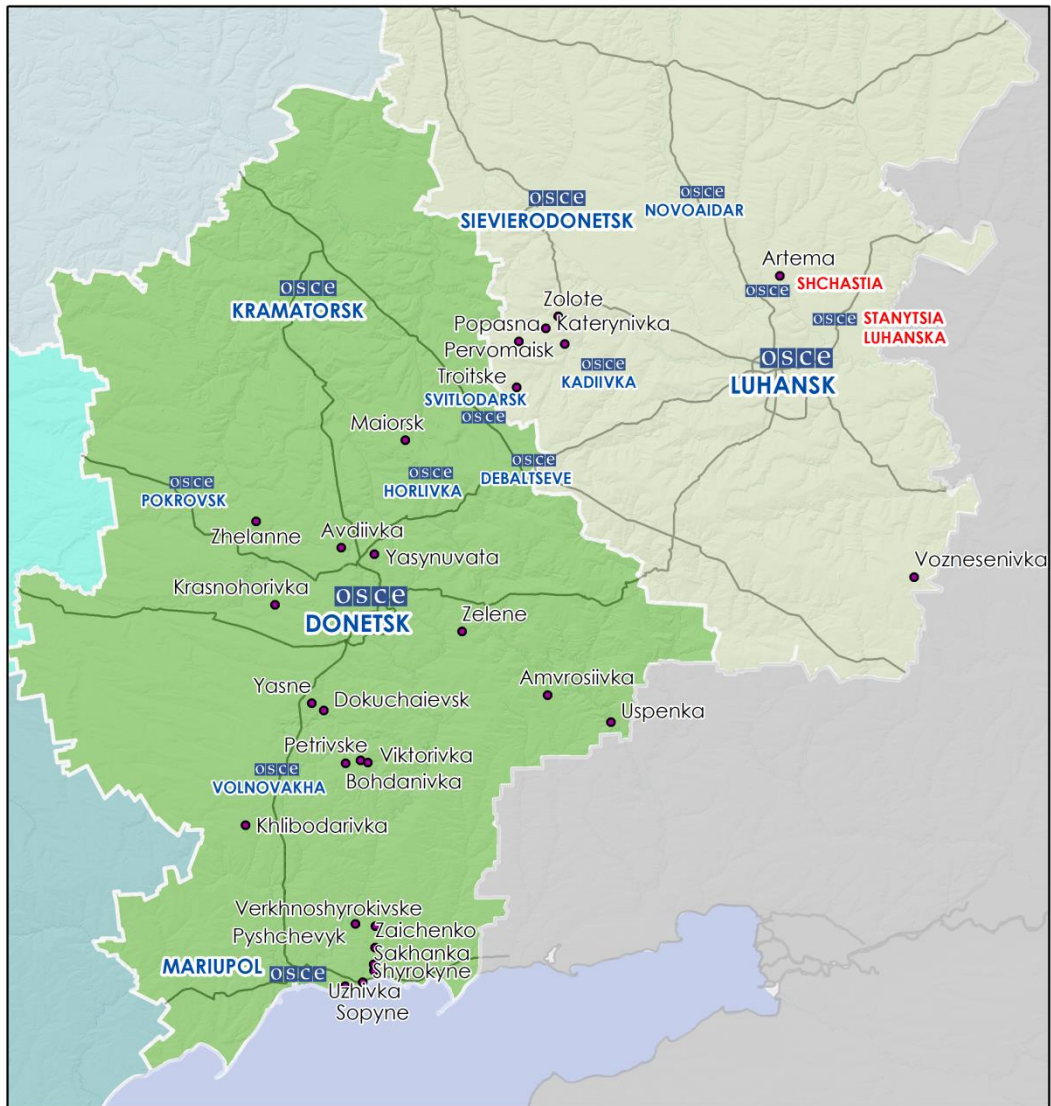 osce
SIEVIERODONETSK
osce
NOVOAIDAR
Artema
osce
SHCHASTIA
osce
KRAMATORSK
Zolote
Popasna
Katerynivka
Pervomaisk
osce
STANYTSIA
LUHANSKA
osce
LUHANSK
osce
KADIIVKA
Troitske
SVITLODARSK
osce
Maiorsk
osce
HORLIVKA
osce
DEBALTSEVE
osce
POKROVSK
Zhelanne
Avdiivka
Yasynuvata
Voznesenivka
Krasnohorivka
osce
DONETSK
Zelene
Yasne
Dokuchaievsk
Amvrosiivka
Uspenka
Petrivske
Viktorivka
Bohdanivka
osce
VOLNOVAKHA
Khlibodarivka
Verkhnoshyrokivske
Pyshchevyk
Zaichenko
Sakhanka
Shyrokyne
MARIUPOL
osce
Uzhivka
Sopyne